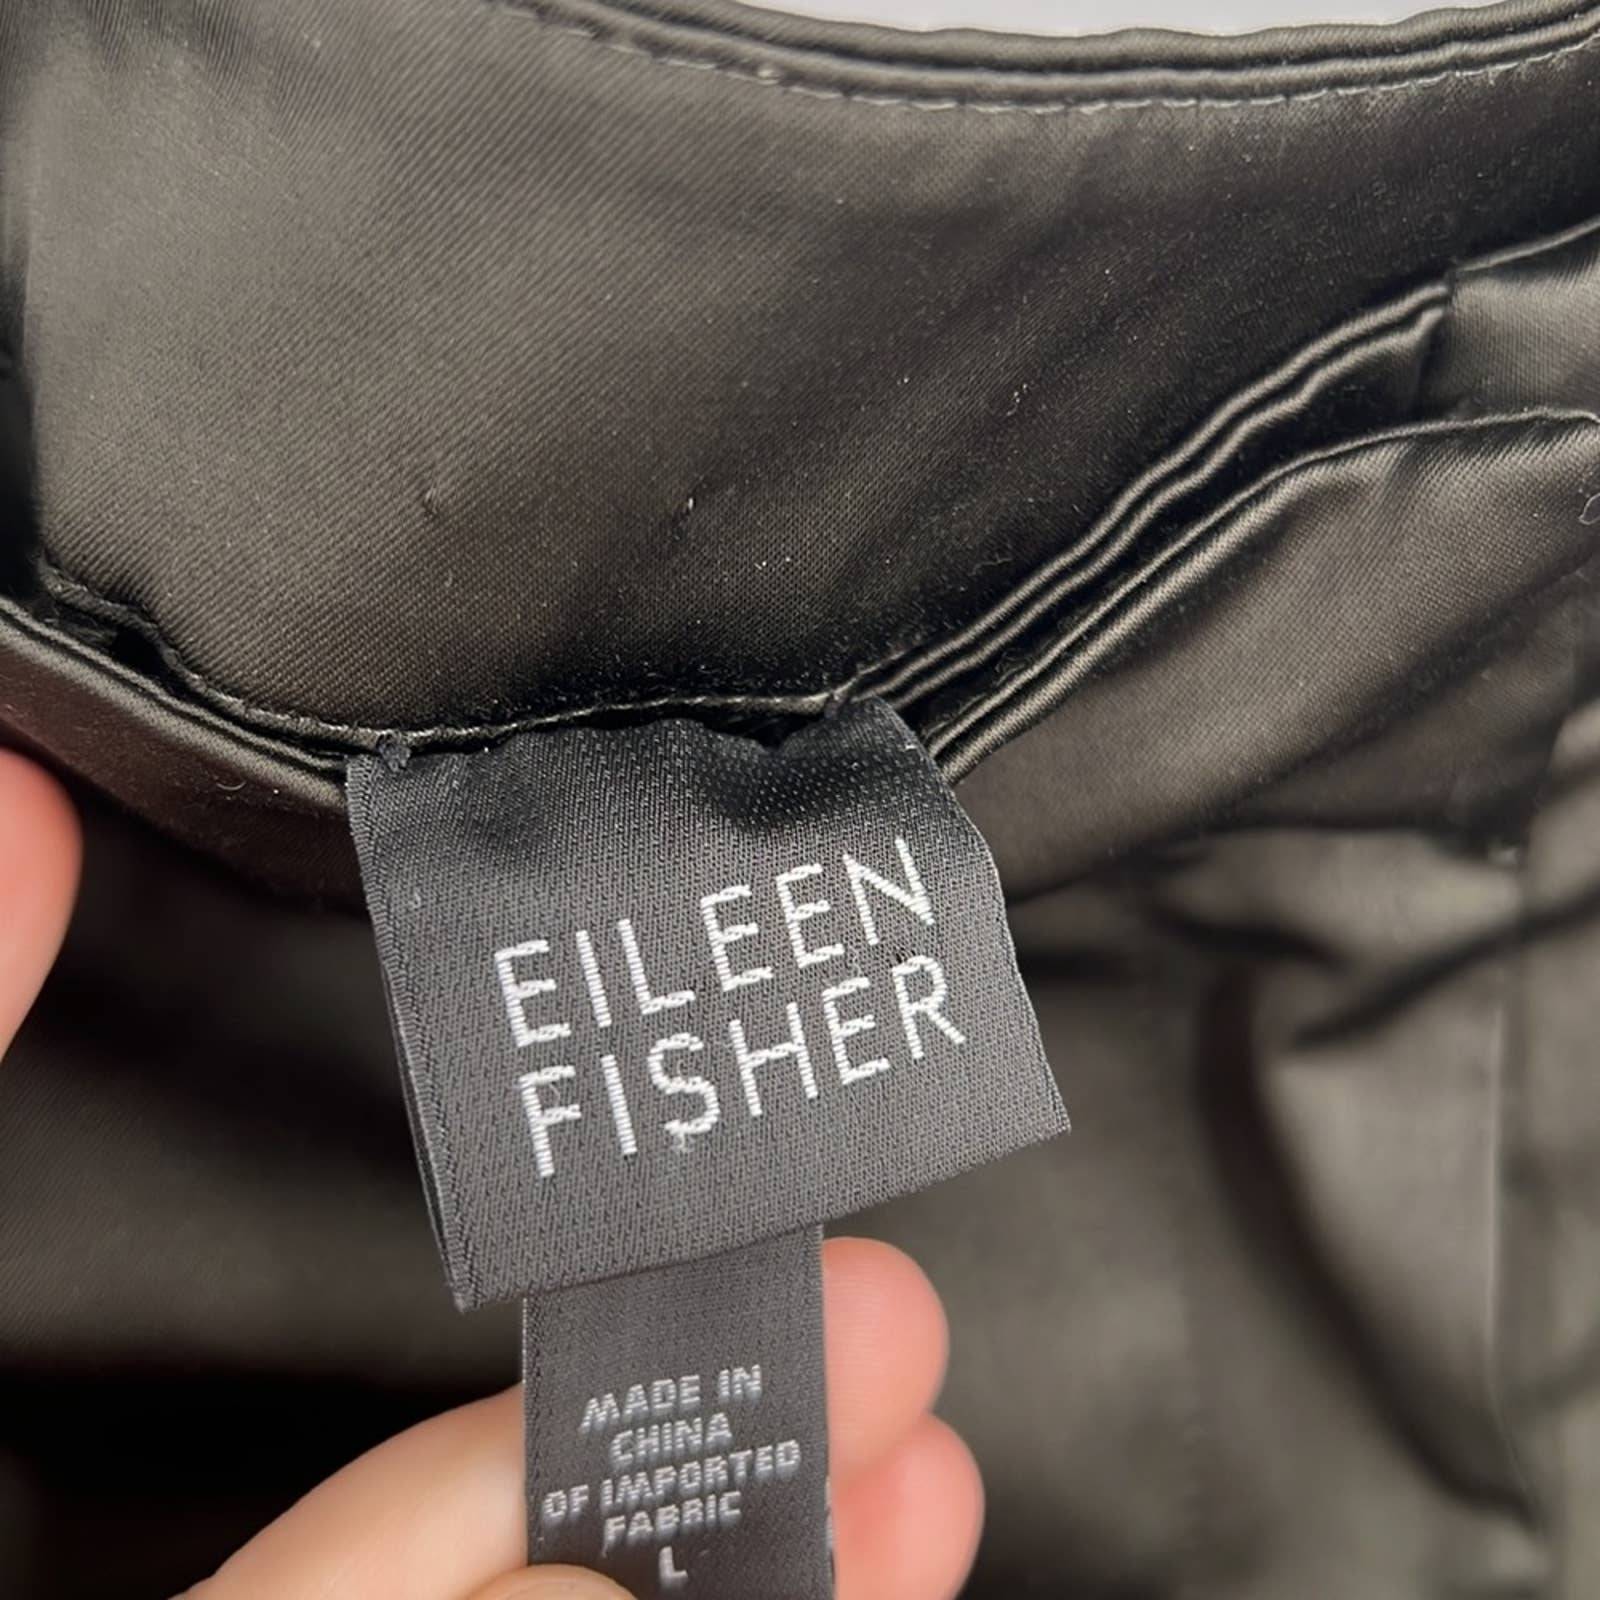 EILEEN
FISHER
MADE IN
CHINA
OF IMPORTED
FABRIC
L